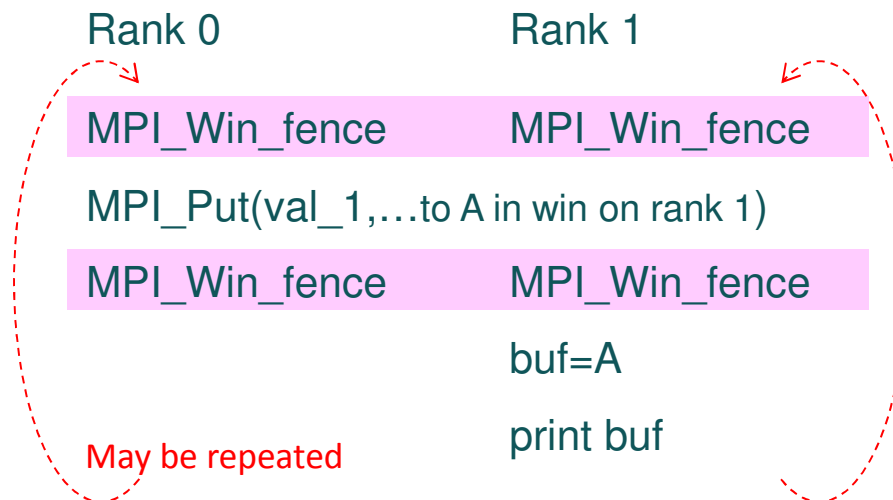 Rank 0 Rank 1
MPI_Win_fence MPI_Win_fence
MPI_Put(val_1,…to A in win on rank 1)
MPI_Win_fence MPI_Win_fence
buf=A
print buf
May be repeated